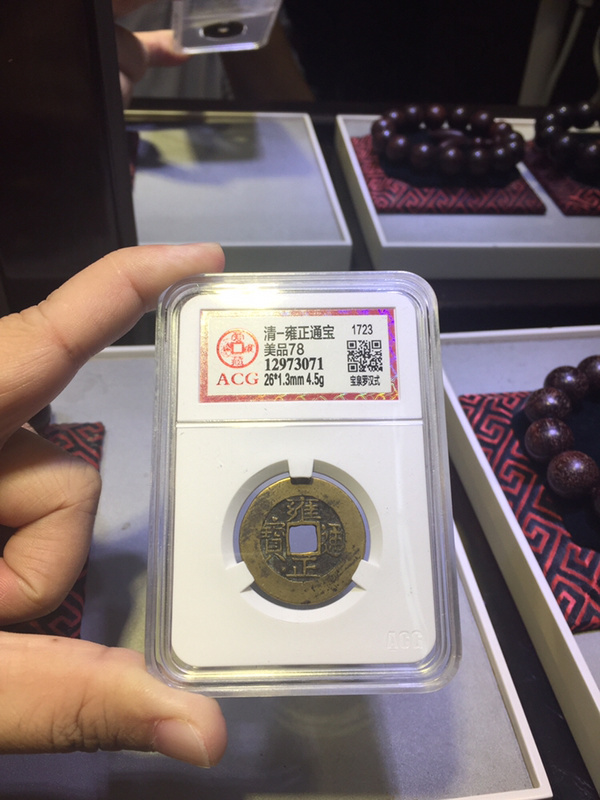 清-雍正通宝 1723
美品78
12973071
ACG 26*1.3mm 4.5g 宝泉罗汉式
雍
寳 通
正
ACG